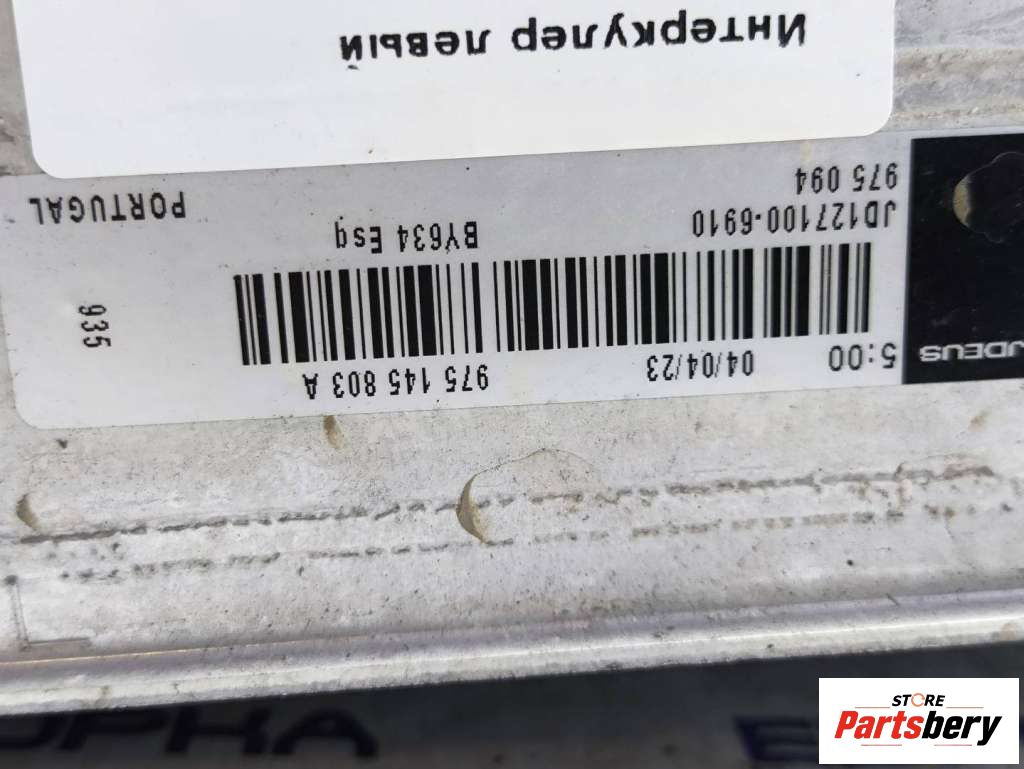 JDEUS
5:00 04/04/23 975 145 803 A
935
JD127100-6910 BY634 Esq
975 094 PORTUGAL
Интеркулер левый
STORE
Partsbery